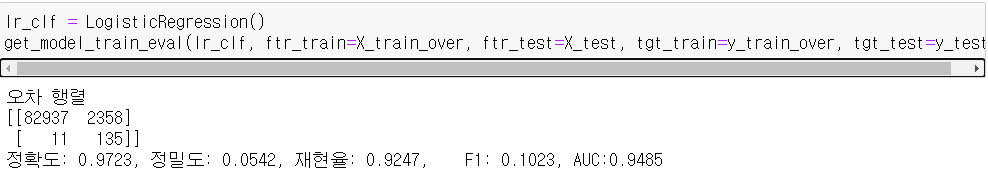 lr_clf = LogisticRegression()
get_model_train_eval(lr_clf, ftr_train=X_train_over, ftr_test=X_test, tgt_train=y_train_over, tgt_test=y_test
오차 행렬
[[82937  2358]
 [   11   135]]
정확도: 0.9723, 정밀도: 0.0542, 재현율: 0.9247,    F1: 0.1023, AUC:0.9485